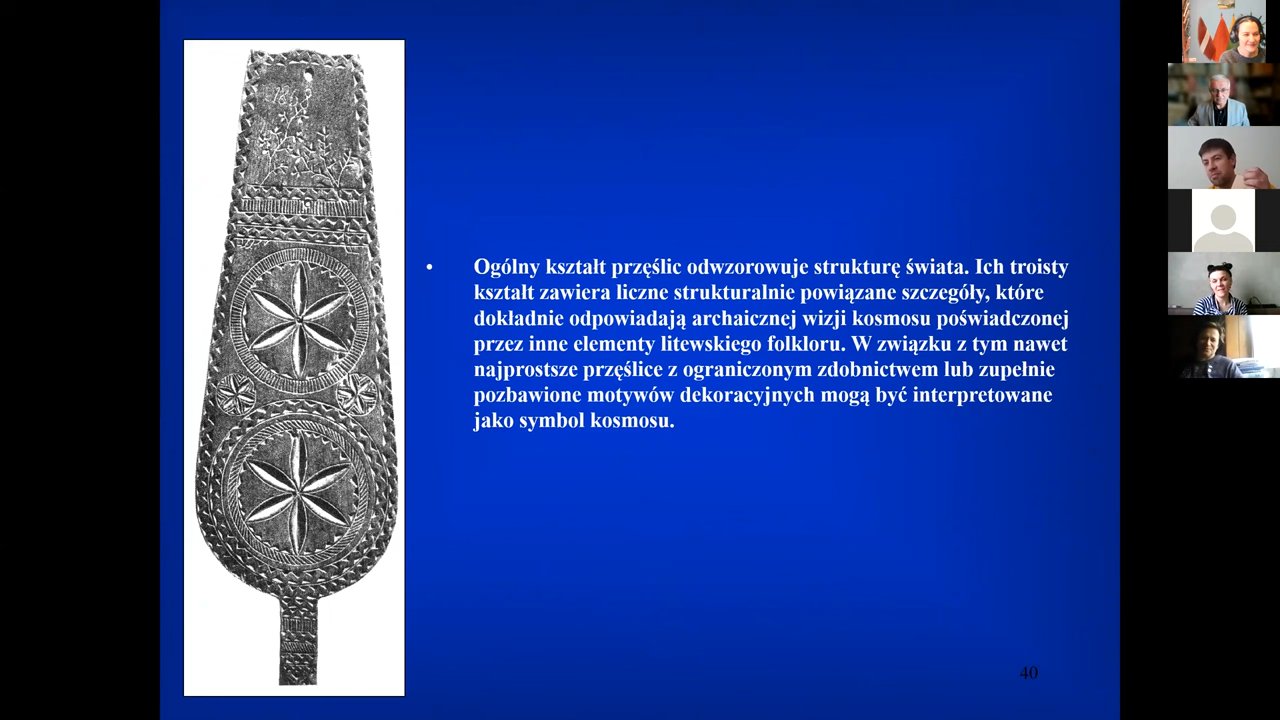 Ogólny kształt przęślic odwzorowuje strukturę świata. Ich troisty
kształt zawiera liczne strukturalnie powiązane szczegóły, które
dokładnie odpowiadają archaicznej wizji kosmosu poświadczonej
przez inne elementy litewskiego folkloru. W związku z tym nawet
najprostsze przęślice z ograniczonym zdobnictwem lub zupełnie
pozbawione motywów dekoracyjnych mogą być interpretowane
jako symbol kosmosu.
40